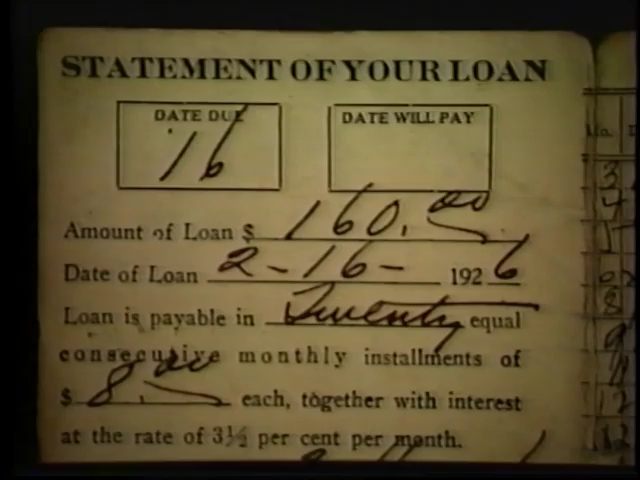 STATEMENT OF YOUR LOAN
DATE DUE
DATE WILL PAY
16
Amount of Loan $ 160.00
Date of Loan 2-16- 1926
Loan is payable in Twenty equal
consecutive monthly installments of
$ 8.00 each, together with interest
at the rate of 3½ per cent per month.